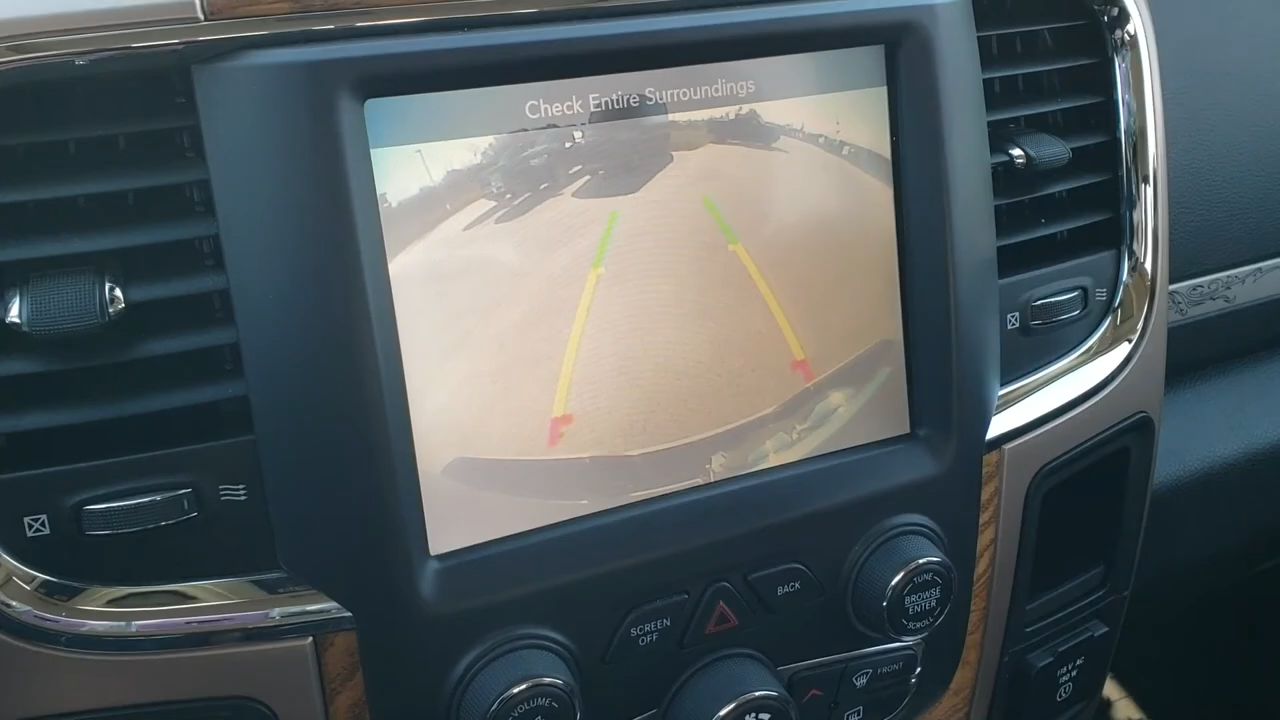 Check Entire Surroundings
SCREEN
OFF
BACK
TUNE
BROWSE
ENTER
SCROLL
VOLUME
FRONT
115 V AC
150 W